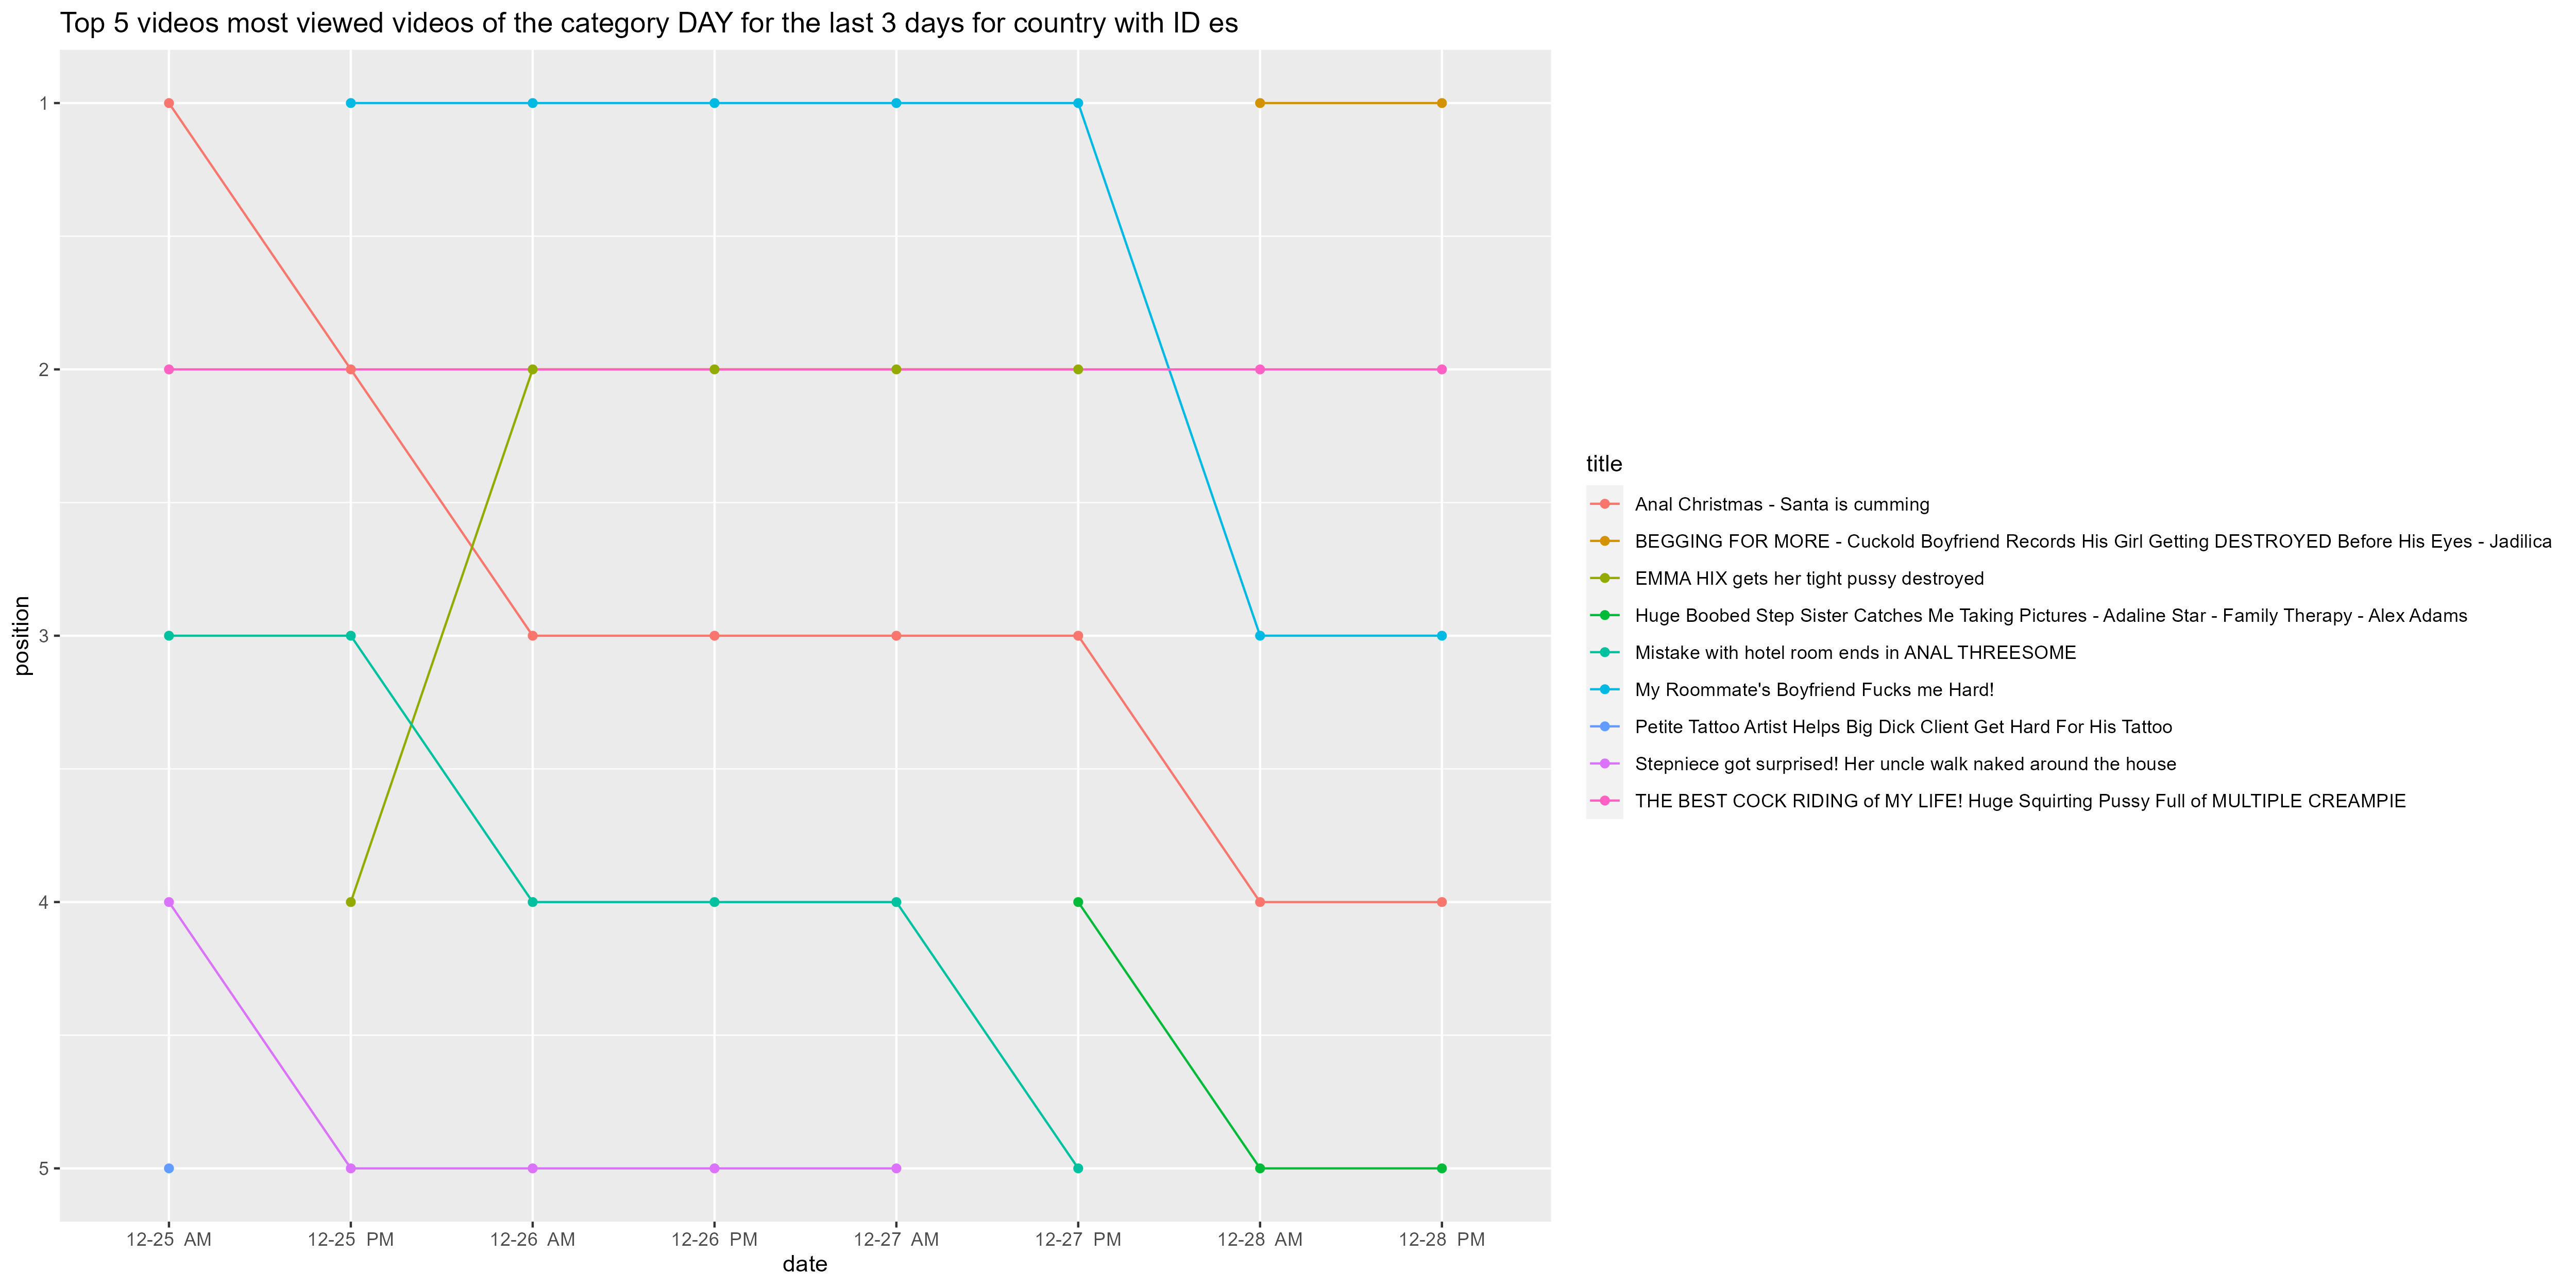 Top 5 videos most viewed videos of the category DAY for the last 3 days for country with ID es
1
2
3
4
5
position
12-25 AM
12-25 PM
12-26 AM
12-26 PM
12-27 AM
12-27 PM
12-28 AM
12-28 PM
date
title
Anal Christmas - Santa is cumming
BEGGING FOR MORE - Cuckold Boyfriend Records His Girl Getting DESTROYED Before His Eyes - Jadilica
EMMA HIX gets her tight pussy destroyed
Huge Boobed Step Sister Catches Me Taking Pictures - Adaline Star - Family Therapy - Alex Adams
Mistake with hotel room ends in ANAL THREESOME
My Roommate's Boyfriend Fucks me Hard!
Petite Tattoo Artist Helps Big Dick Client Get Hard For His Tattoo
Stepniece got surprised! Her uncle walk naked around the house
THE BEST COCK RIDING of MY LIFE! Huge Squirting Pussy Full of MULTIPLE CREAMPIE